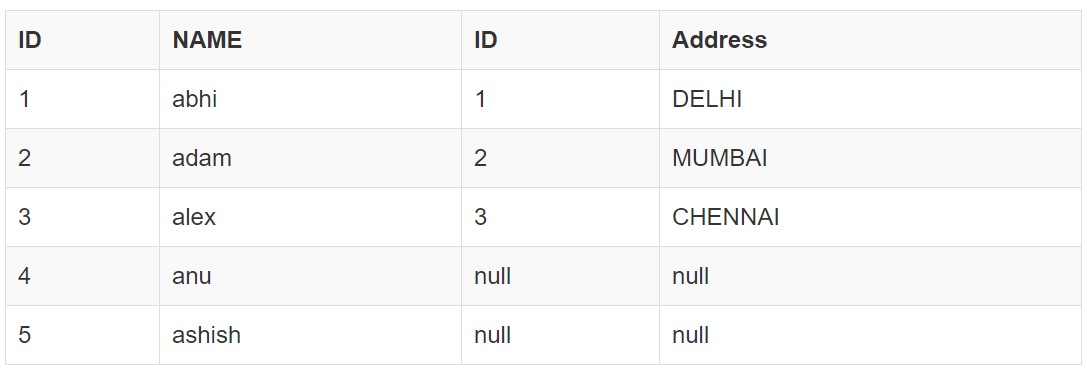 ID NAME ID Address
1 abhi 1 DELHI
2 adam 2 MUMBAI
3 alex 3 CHENNAI
4 anu null null
5 ashish null null